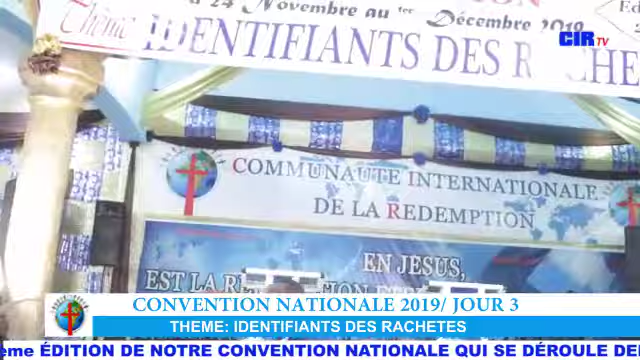 24 Novembre au 1er Décembre 2019
Thème:
IDENTIFIANTS DES RACHE
CIR TV
COMMUNAUTE INTERNATIONALE
DE LA REDEMPTION
EN JESUS,
EST LA
CONVENTION NATIONALE 2019/ JOUR 3
THEME: IDENTIFIANTS DES RACHETES
ème ÉDITION DE NOTRE CONVENTION NATIONALE QUI SE DÉROULE DE